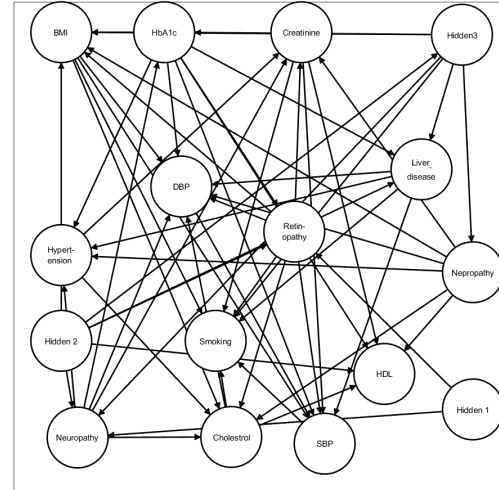 BMI
HbA1c
Creatinine
Hidden3
Liver_
disease
DBP
Retin-
opathy
Hypert-
ension
Nepropathy
Hidden 2
Smoking
HDL
Hidden 1
Neuropathy
Cholestrol
SBP